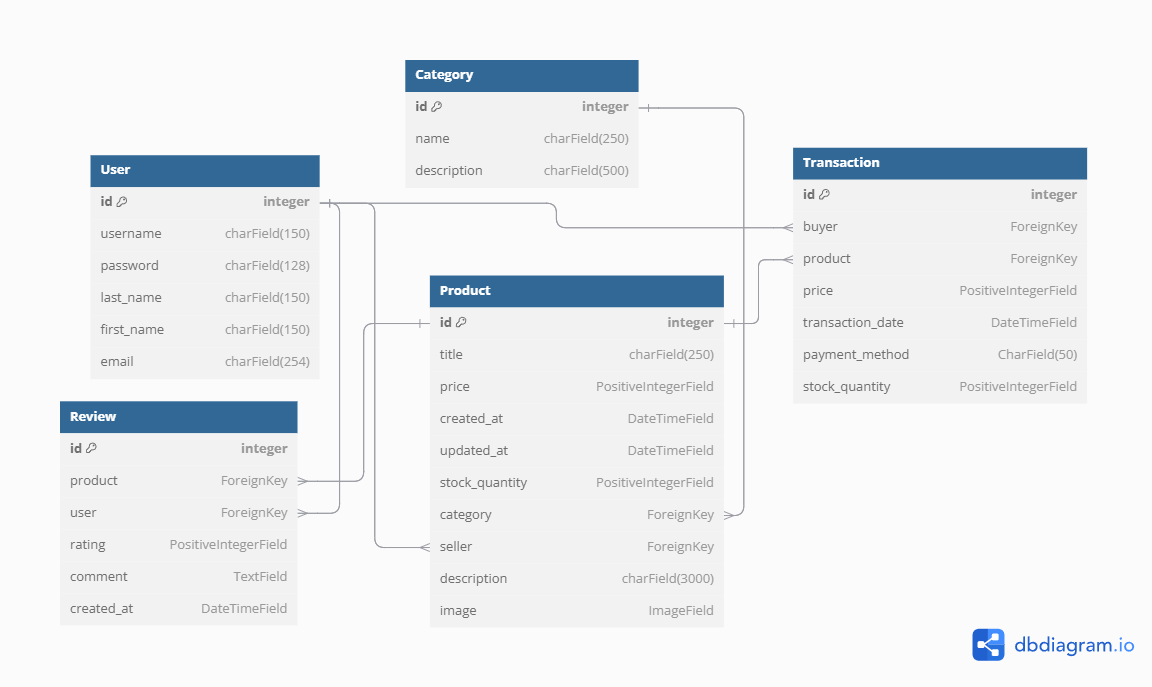 Category
id integer
name charField(250)
description charField(500)
User
id integer
username charField(150)
password charField(128)
last_name charField(150)
first_name charField(150)
email charField(254)
Transaction
id integer
buyer ForeignKey
product ForeignKey
price PositiveIntegerField
transaction_date DateTimeField
payment_method CharField(50)
stock_quantity PositiveIntegerField
Product
id integer
title charField(250)
price PositiveIntegerField
created_at DateTimeField
updated_at DateTimeField
stock_quantity PositiveIntegerField
category ForeignKey
seller ForeignKey
description charField(3000)
image ImageField
Review
id integer
product ForeignKey
user ForeignKey
rating PositiveIntegerField
comment TextField
created_at DateTimeField
dbdiagram.io